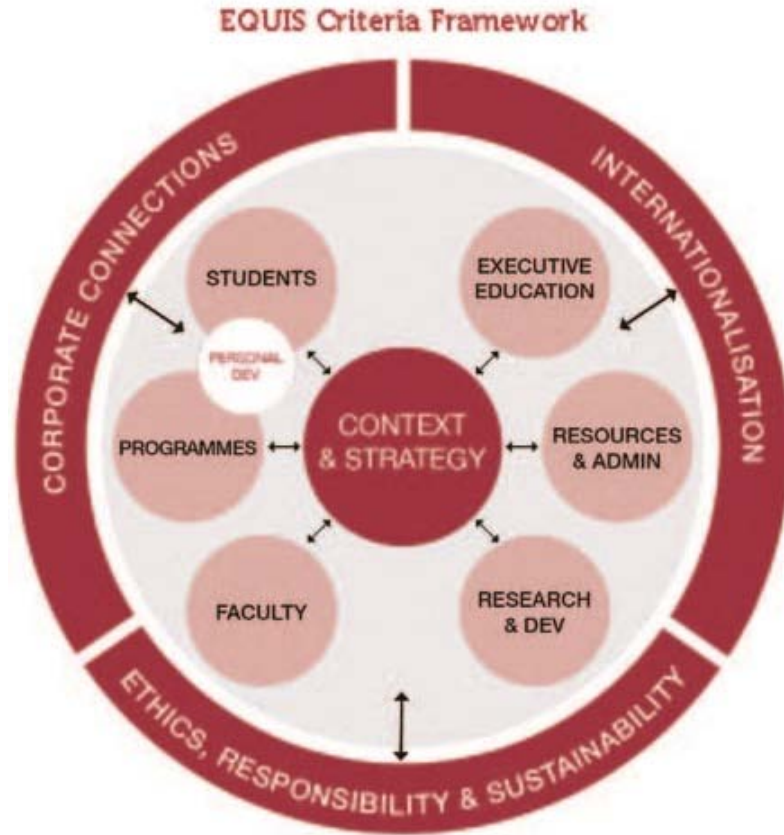 EQUIS Criteria Framework
CORPORATE CONNECTIONS
INTERNATIONALISATION
STUDENTS
EXECUTIVE
EDUCATION
PERSONAL
DEV
CONTEXT
& STRATEGY
PROGRAMMES
RESOURCES
& ADMIN
FACULTY
RESEARCH
& DEV
ETHICS, RESPONSIBILITY & SUSTAINABILITY